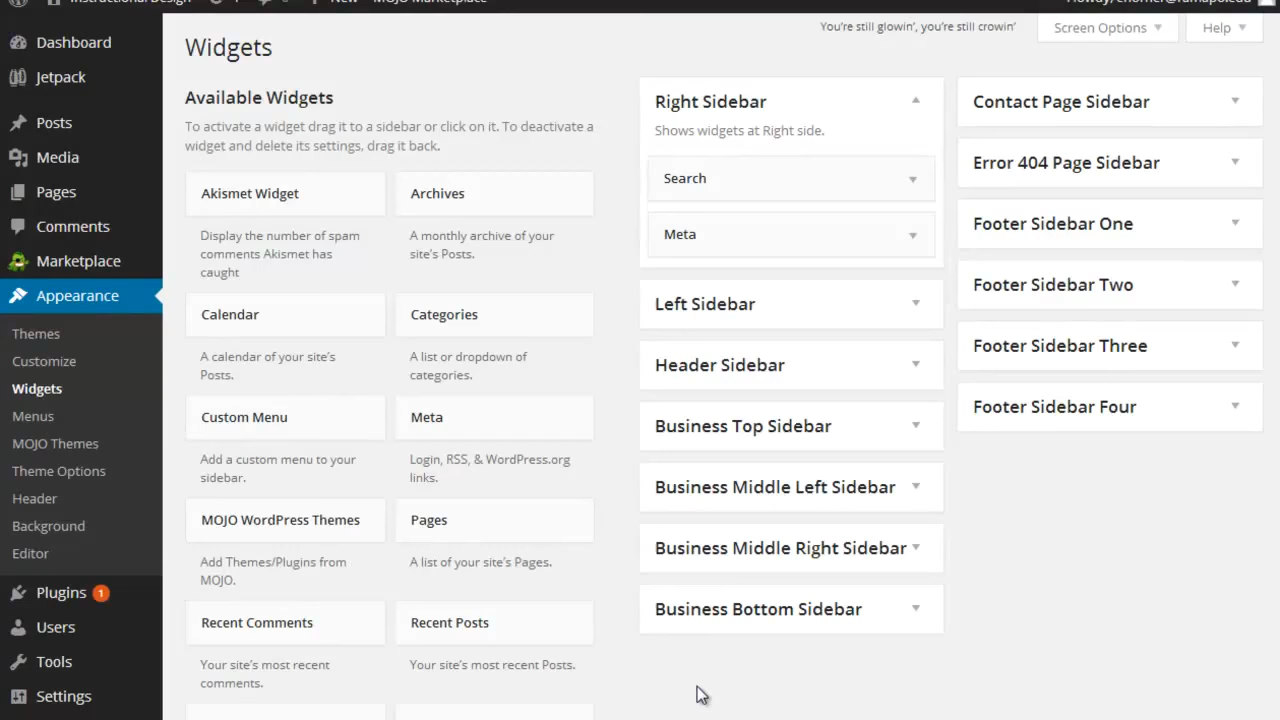 Instructional Design
New
MOJO Marketplace
Dashboard
Jetpack
Posts
Media
Pages
Comments
Marketplace
Appearance
Themes
Customize
Widgets
Menus
MOJO Themes
Theme Options
Header
Background
Editor
Plugins 1
Users
Tools
Settings
You're still glowin', you're still crowin'
Screen Options
Help
Widgets
Available Widgets
To activate a widget drag it to a sidebar or click on it. To deactivate a
widget and delete its settings, drag it back.
Akismet Widget
Display the number of spam
comments Akismet has
caught
Archives
A monthly archive of your
site's Posts.
Calendar
A calendar of your site's
Posts.
Categories
A list or dropdown of
categories.
Custom Menu
Add a custom menu to your
sidebar.
Meta
Login, RSS, & WordPress.org
links.
MOJO WordPress Themes
Add Themes/Plugins from
MOJO.
Pages
A list of your site's Pages.
Recent Comments
Your site's most recent
comments.
Recent Posts
Your site's most recent Posts.
Right Sidebar
Shows widgets at Right side.
Search
Meta
Left Sidebar
Header Sidebar
Business Top Sidebar
Business Middle Left Sidebar
Business Middle Right Sidebar
Business Bottom Sidebar
Contact Page Sidebar
Error 404 Page Sidebar
Footer Sidebar One
Footer Sidebar Two
Footer Sidebar Three
Footer Sidebar Four